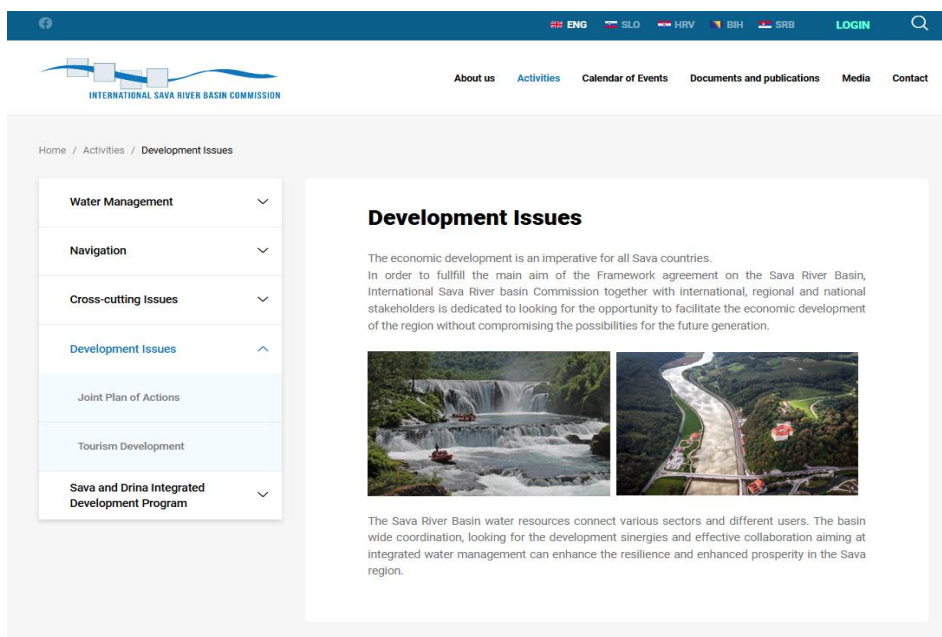 ENG SLO HRV BIH SRB LOGIN
INTERNATIONAL SAVA RIVER BASIN COMMISSION
About us Activities Calendar of Events Documents and publications Media Contact
Home / Activities / Development Issues
Water Management
Navigation
Cross-cutting Issues
Development Issues
Joint Plan of Actions
Tourism Development
Sava and Drina Integrated
Development Program
Development Issues
The economic development is an imperative for all Sava countries.
In order to fullfill the main aim of the Framework agreement on the Sava River Basin,
International Sava River basin Commission together with international, regional and national
stakeholders is dedicated to looking for the opportunity to facilitate the economic development
of the region without compromising the possibilities for the future generation.
The Sava River Basin water resources connect various sectors and different users. The basin
wide coordination, looking for the development sinergies and effective collaboration aiming at
integrated water management can enhance the resilience and enhanced prosperity in the Sava
region.